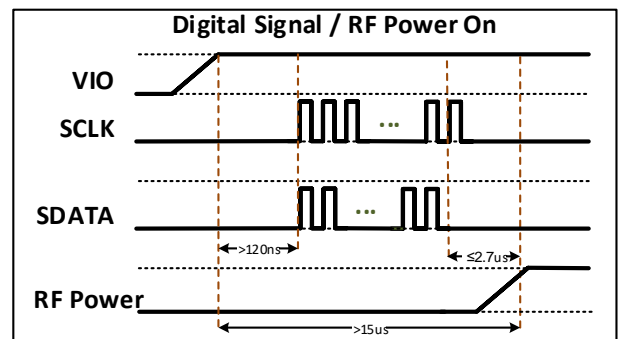 Digital Signal / RF Power On
VIO
SCLK
...
SDATA
...
>120ns
≤2.7us
RF Power
>15us